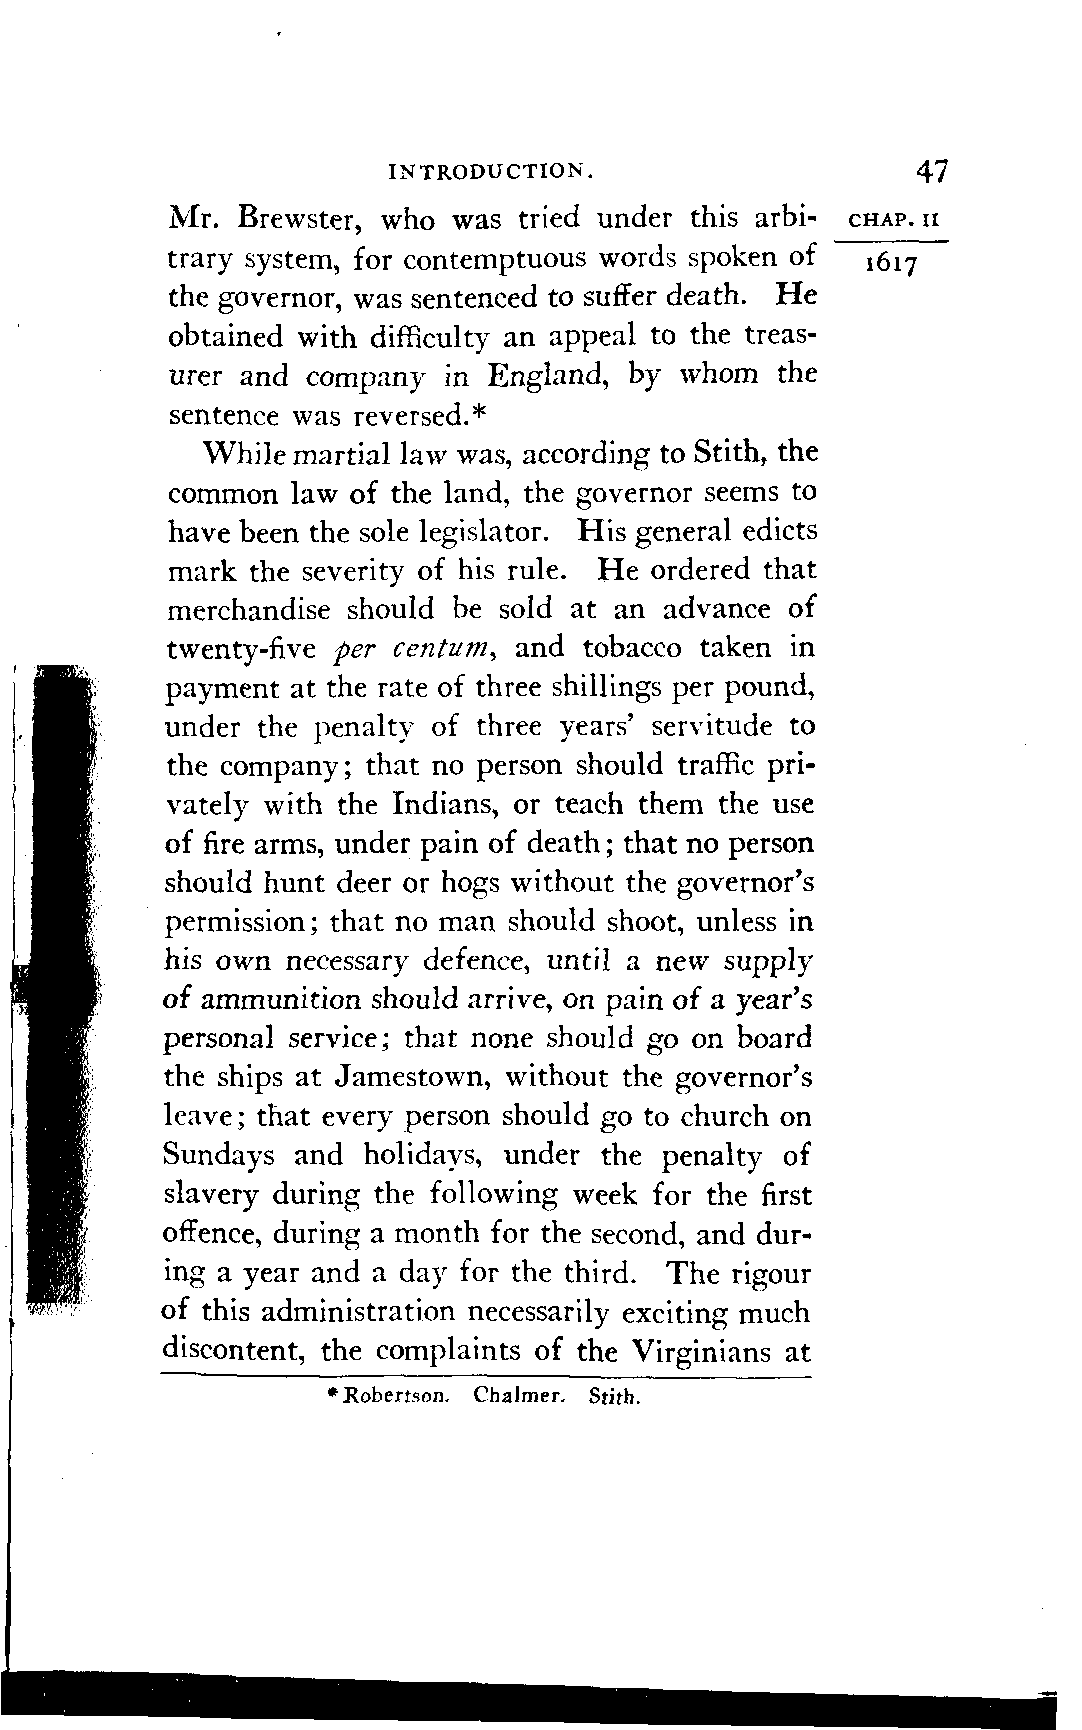 INTRODUCTION. 47
Mr. Brewster, who was tried under this arbi- CHAP. II
trary system, for contemptuous words spoken of 1617
the governor, was sentenced to suffer death. He
obtained with difficulty an appeal to the treas-
urer and company in England, by whom the
sentence was reversed.*
While martial law was, according to Stith, the
common law of the land, the governor seems to
have been the sole legislator. His general edicts
mark the severity of his rule. He ordered that
merchandise should be sold at an advance of
twenty-five per centum, and tobacco taken in
payment at the rate of three shillings per pound,
under the penalty of three years' servitude to
the company; that no person should traffic pri-
vately with the Indians, or teach them the use
of fire arms, under pain of death; that no person
should hunt deer or hogs without the governor's
permission; that no man should shoot, unless in
his own necessary defence, until a new supply
of ammunition should arrive, on pain of a year's
personal service; that none should go on board
the ships at Jamestown, without the governor's
leave; that every person should go to church on
Sundays and holidays, under the penalty of
slavery during the following week for the first
offence, during a month for the second, and dur-
ing a year and a day for the third. The rigour
of this administration necessarily exciting much
discontent, the complaints of the Virginians at
*Robertson. Chalmer. Stith.